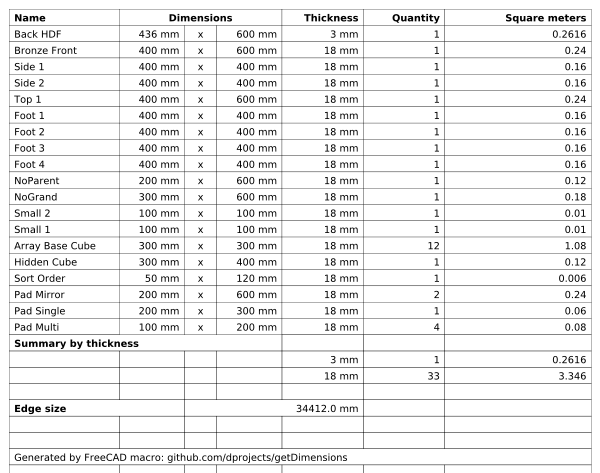 Name Dimensions Thickness Quantity Square meters
Back HDF 436 mm x 600 mm 3 mm 1 0.2616
Bronze Front 400 mm x 600 mm 18 mm 1 0.24
Side 1 400 mm x 400 mm 18 mm 1 0.16
Side 2 400 mm x 400 mm 18 mm 1 0.16
Top 1 400 mm x 600 mm 18 mm 1 0.24
Foot 1 400 mm x 400 mm 18 mm 1 0.16
Foot 2 400 mm x 400 mm 18 mm 1 0.16
Foot 3 400 mm x 400 mm 18 mm 1 0.16
Foot 4 400 mm x 400 mm 18 mm 1 0.16
NoParent 200 mm x 600 mm 18 mm 1 0.12
NoGrand 300 mm x 600 mm 18 mm 1 0.18
Small 2 100 mm x 100 mm 18 mm 1 0.01
Small 1 100 mm x 100 mm 18 mm 1 0.01
Array Base Cube 300 mm x 300 mm 18 mm 12 1.08
Hidden Cube 300 mm x 400 mm 18 mm 1 0.12
Sort Order 50 mm x 120 mm 18 mm 1 0.006
Pad Mirror 200 mm x 600 mm 18 mm 2 0.24
Pad Single 200 mm x 300 mm 18 mm 1 0.06
Pad Multi 100 mm x 200 mm 18 mm 4 0.08
Summary by thickness
3 mm 1 0.2616
18 mm 33 3.346
Edge size 34412.0 mm
Generated by FreeCAD macro: github.com/dprojects/getDimensions